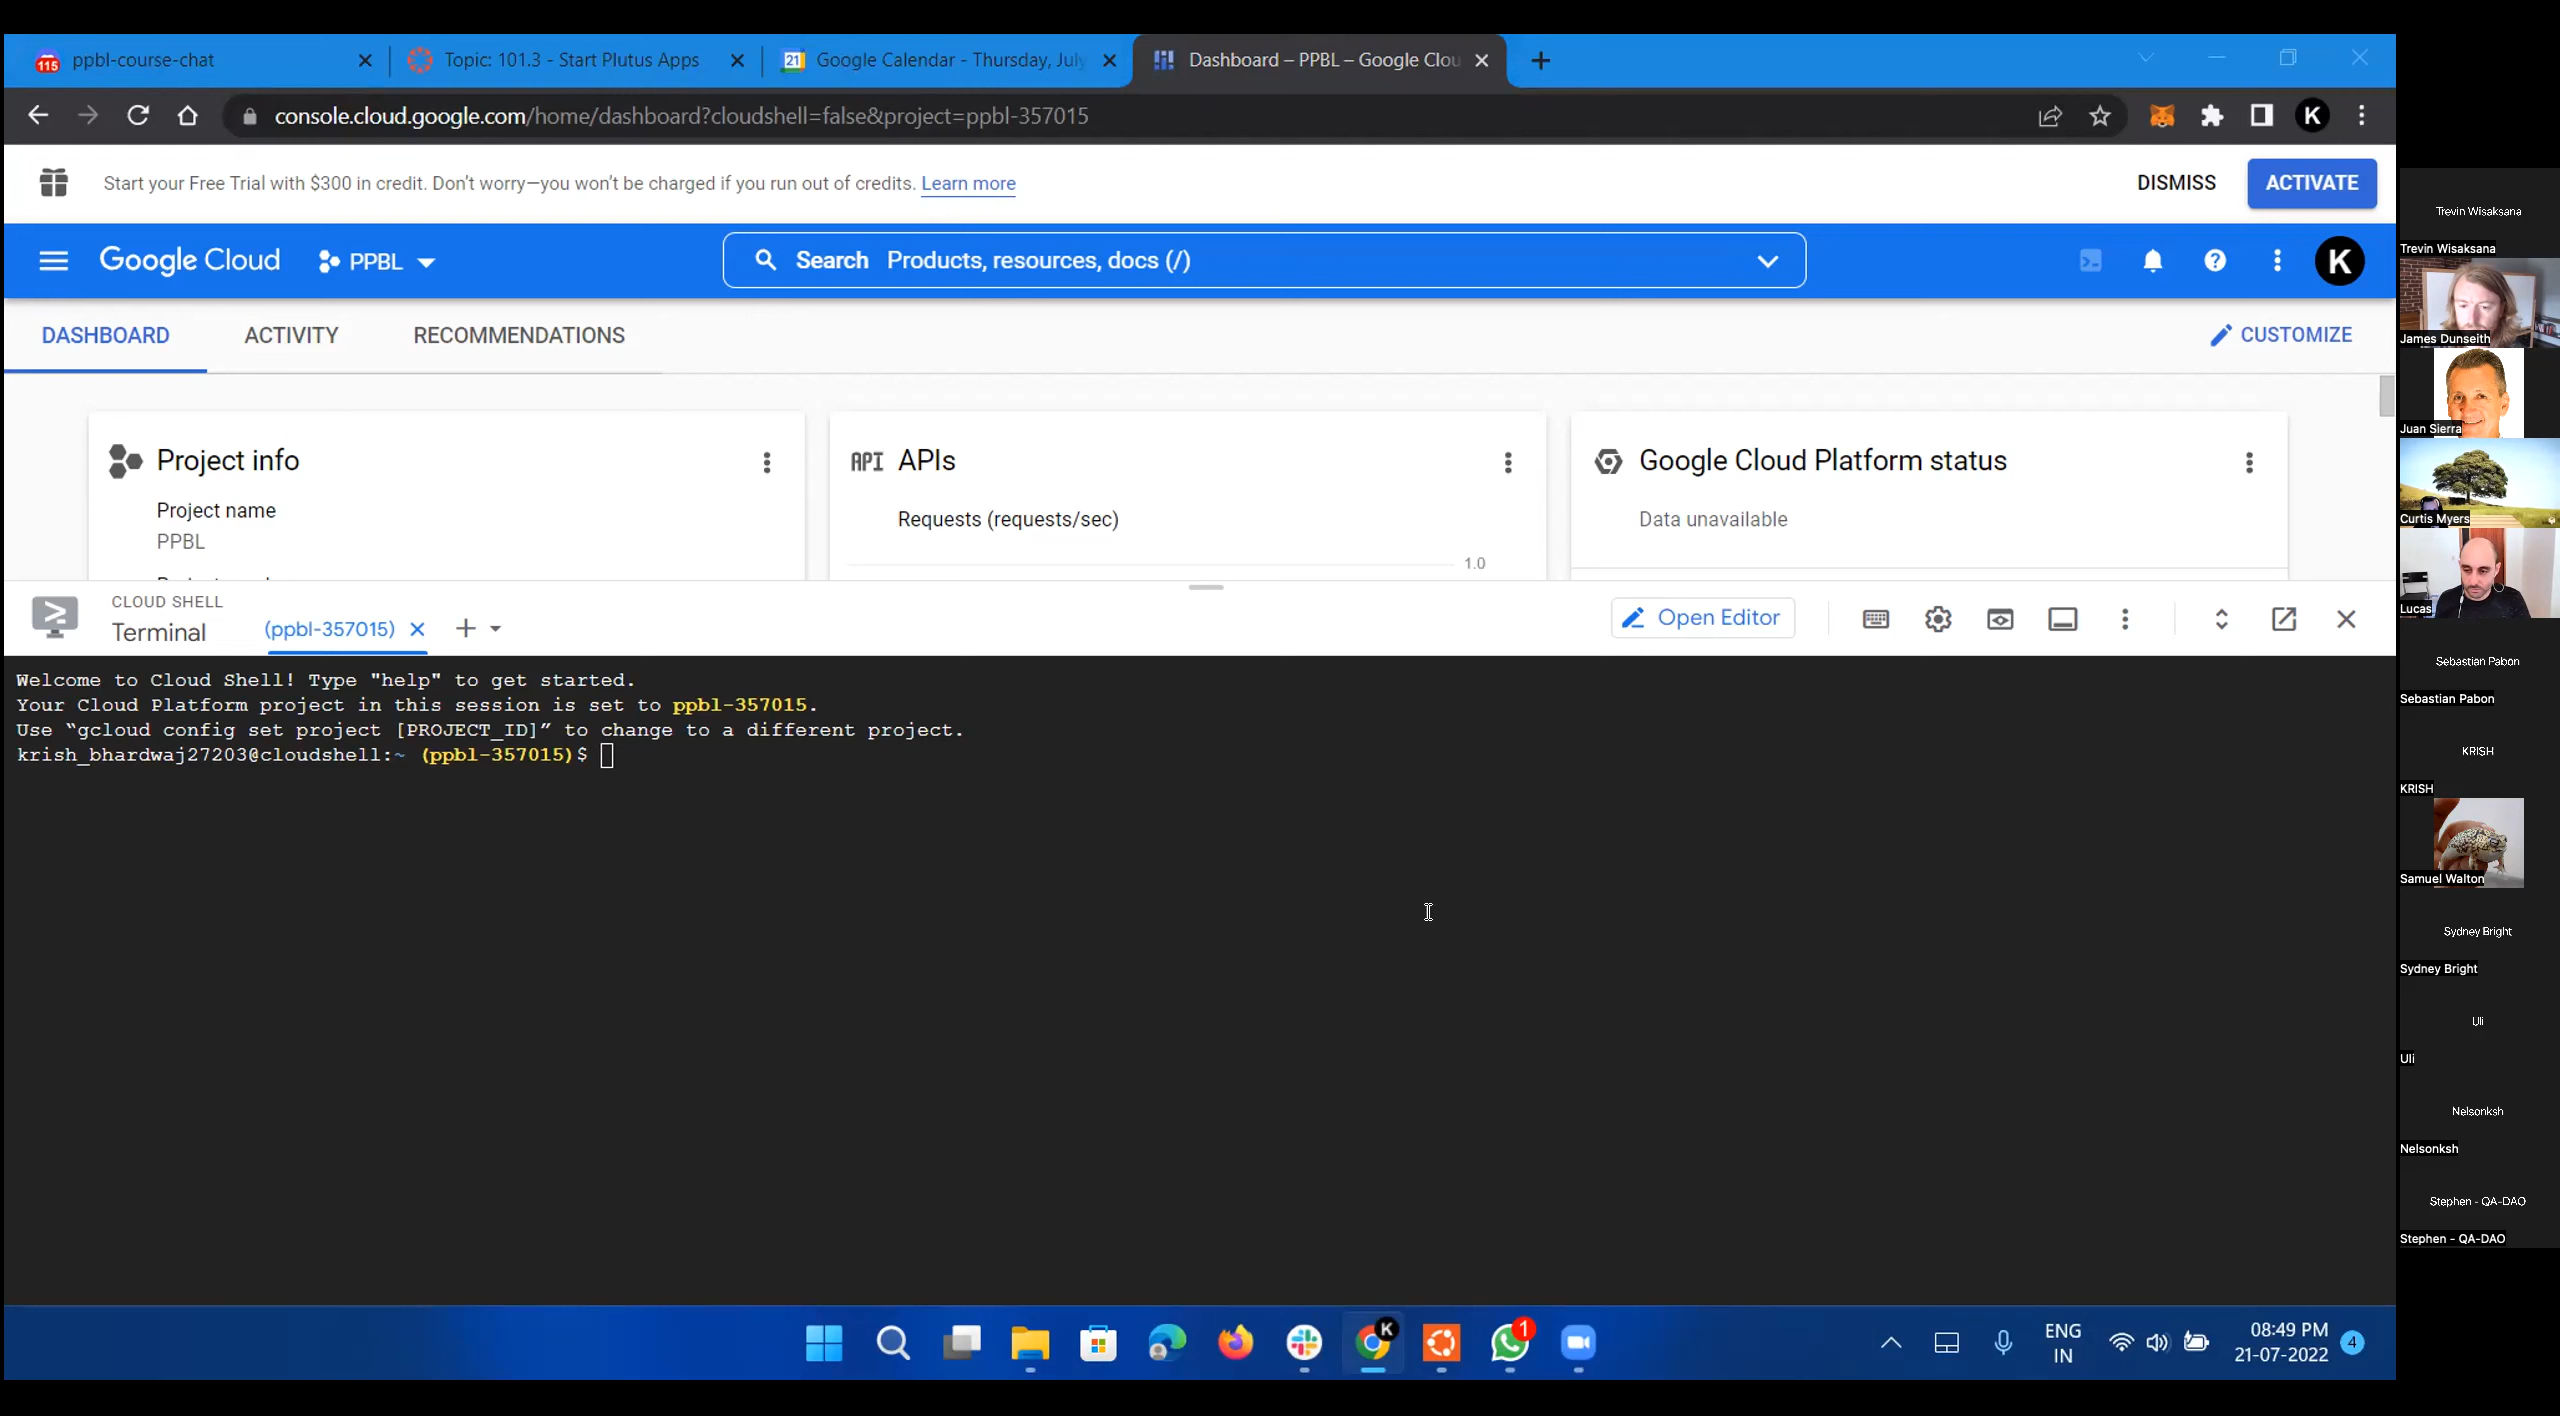 115 ppbl-course-chat
Topic: 101.3 - Start Plutus Apps
21 Google Calendar - Thursday, July
Dashboard – PPBL – Google Clou
console.cloud.google.com/home/dashboard?cloudshell=false&project=ppbl-357015
K
Start your Free Trial with $300 in credit. Don't worry—you won't be charged if you run out of credits. Learn more
DISMISS
ACTIVATE
Google Cloud
PPBL
Search Products, resources, docs (/)
K
DASHBOARD
ACTIVITY
RECOMMENDATIONS
CUSTOMIZE
Project info
Project name
PPBL
API APIs
Requests (requests/sec)
1.0
Google Cloud Platform status
Data unavailable
CLOUD SHELL
Terminal
(ppbl-357015)
Open Editor
Welcome to Cloud Shell! Type "help" to get started.
Your Cloud Platform project in this session is set to ppbl-357015.
Use “gcloud config set project [PROJECT_ID]” to change to a different project.
krish_bhardwaj27203@cloudshell:~ (ppbl-357015)$
K
1
ENG
IN
08:49 PM
21-07-2022
4
Trevin Wisaksana
Trevin Wisaksana
James Dunseith
Juan Sierra
Curtis Myers
Lucas
Sebastian Pabon
Sebastian Pabon
KRISH
KRISH
Samuel Walton
Sydney Bright
Sydney Bright
Uli
Uli
Nelsonksh
Nelsonksh
Stephen - QA-DAO
Stephen - QA-DAO